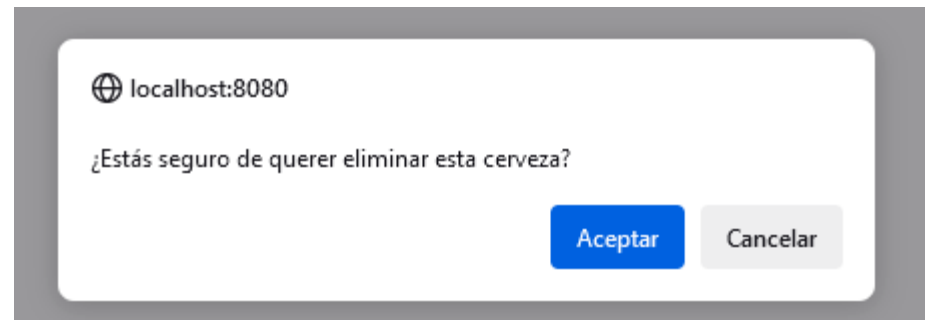 localhost:8080
¿Estás seguro de querer eliminar esta cerveza?
Aceptar
Cancelar